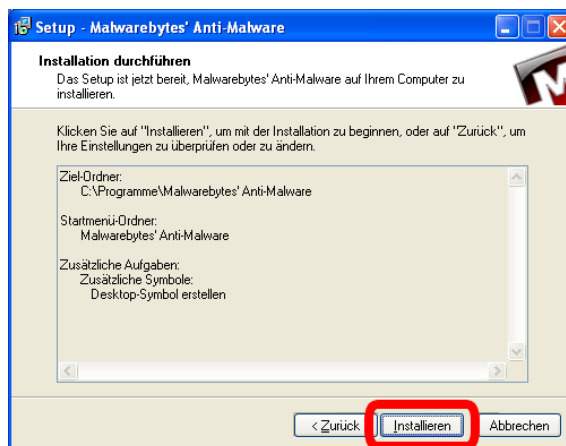 Setup - Malwarebytes' Anti-Malware
Installation durchführen
Das Setup ist jetzt bereit, Malwarebytes' Anti-Malware auf Ihrem Computer zu
installieren.
Klicken Sie auf "Installieren", um mit der Installation zu beginnen, oder auf "Zurück", um
Ihre Einstellungen zu überprüfen oder zu ändern.
Ziel-Ordner:
C:\Programme\Malwarebytes' Anti-Malware
Startmenü-Ordner:
Malwarebytes' Anti-Malware
Zusätzliche Aufgaben:
Zusätzliche Symbole:
Desktop-Symbol erstellen
< Zurück Installieren Abbrechen